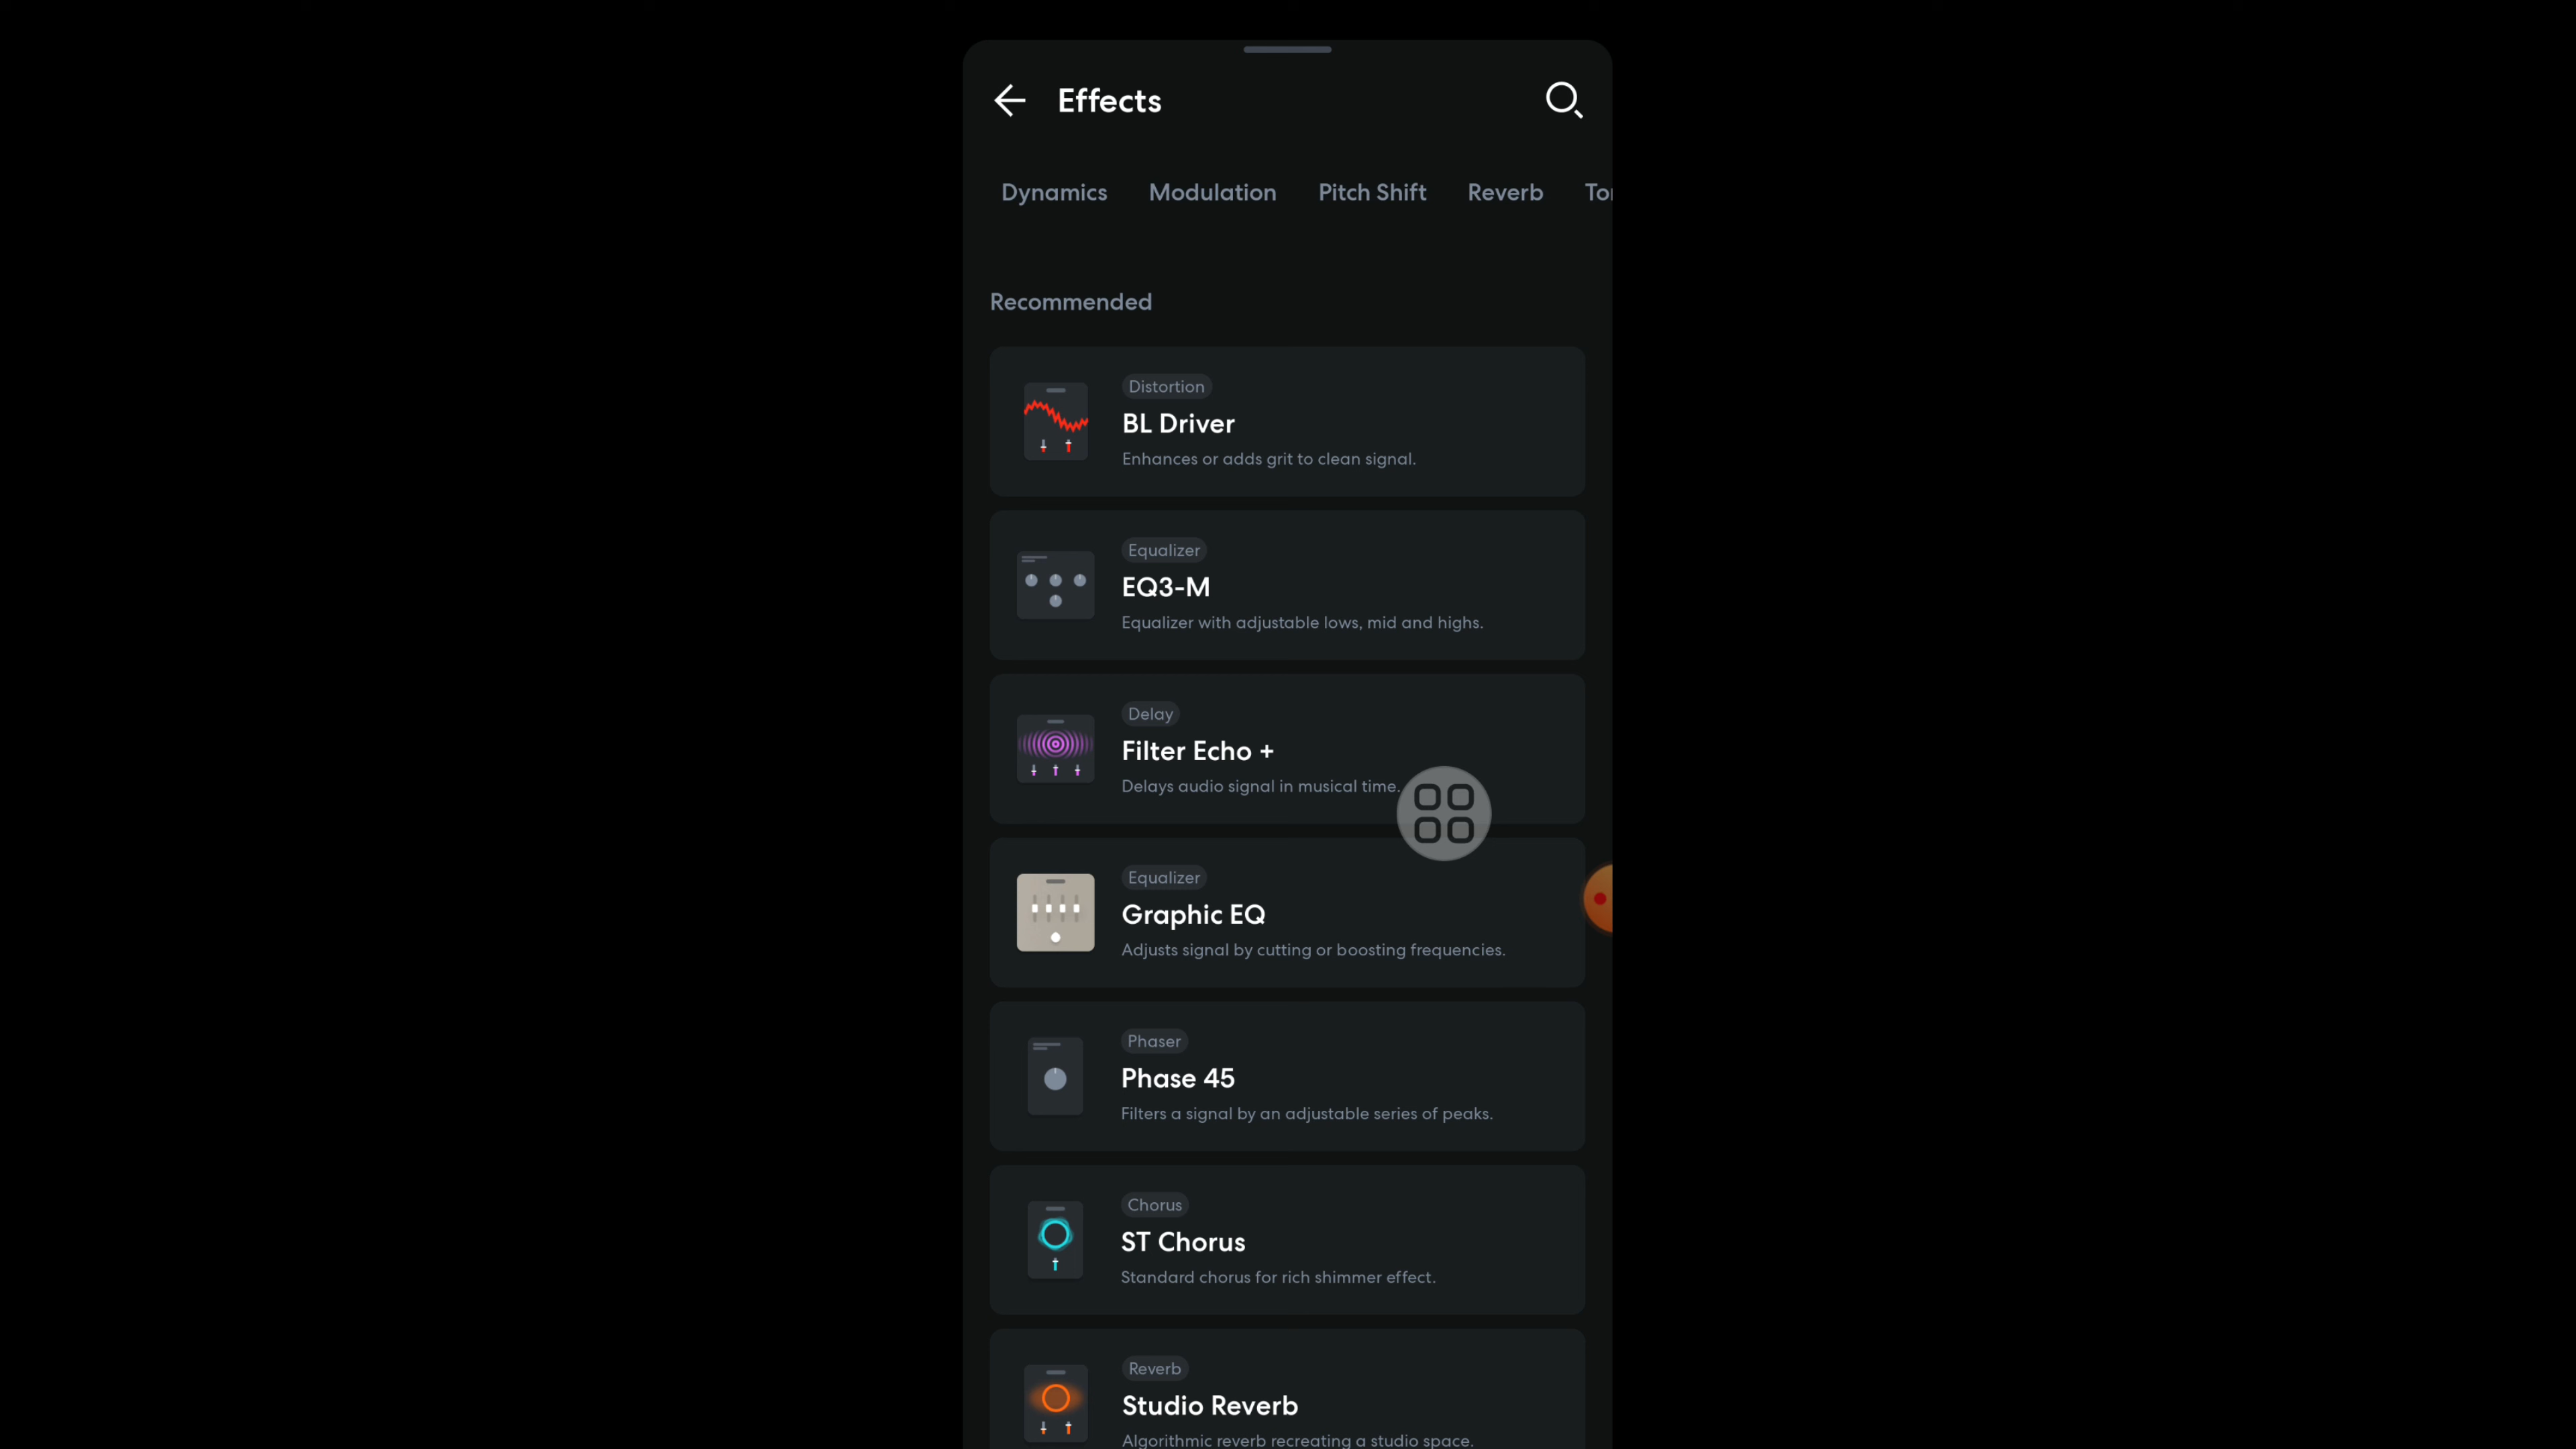 Effects
Dynamics Modulation Pitch Shift Reverb
Recommended
Distortion
BL Driver
Enhances or adds grit to clean signal.
Equalizer
EQ3-M
Equalizer with adjustable lows, mid and highs.
Delay
Filter Echo +
Delays audio signal in musical time.
Equalizer
Graphic EQ
Adjusts signal by cutting or boosting frequencies.
Phaser
Phase 45
Filters a signal by an adjustable series of peaks.
Chorus
ST Chorus
Standard chorus for rich shimmer effect.
Reverb
Studio Reverb
Algorithmic reverb recreating a studio space.